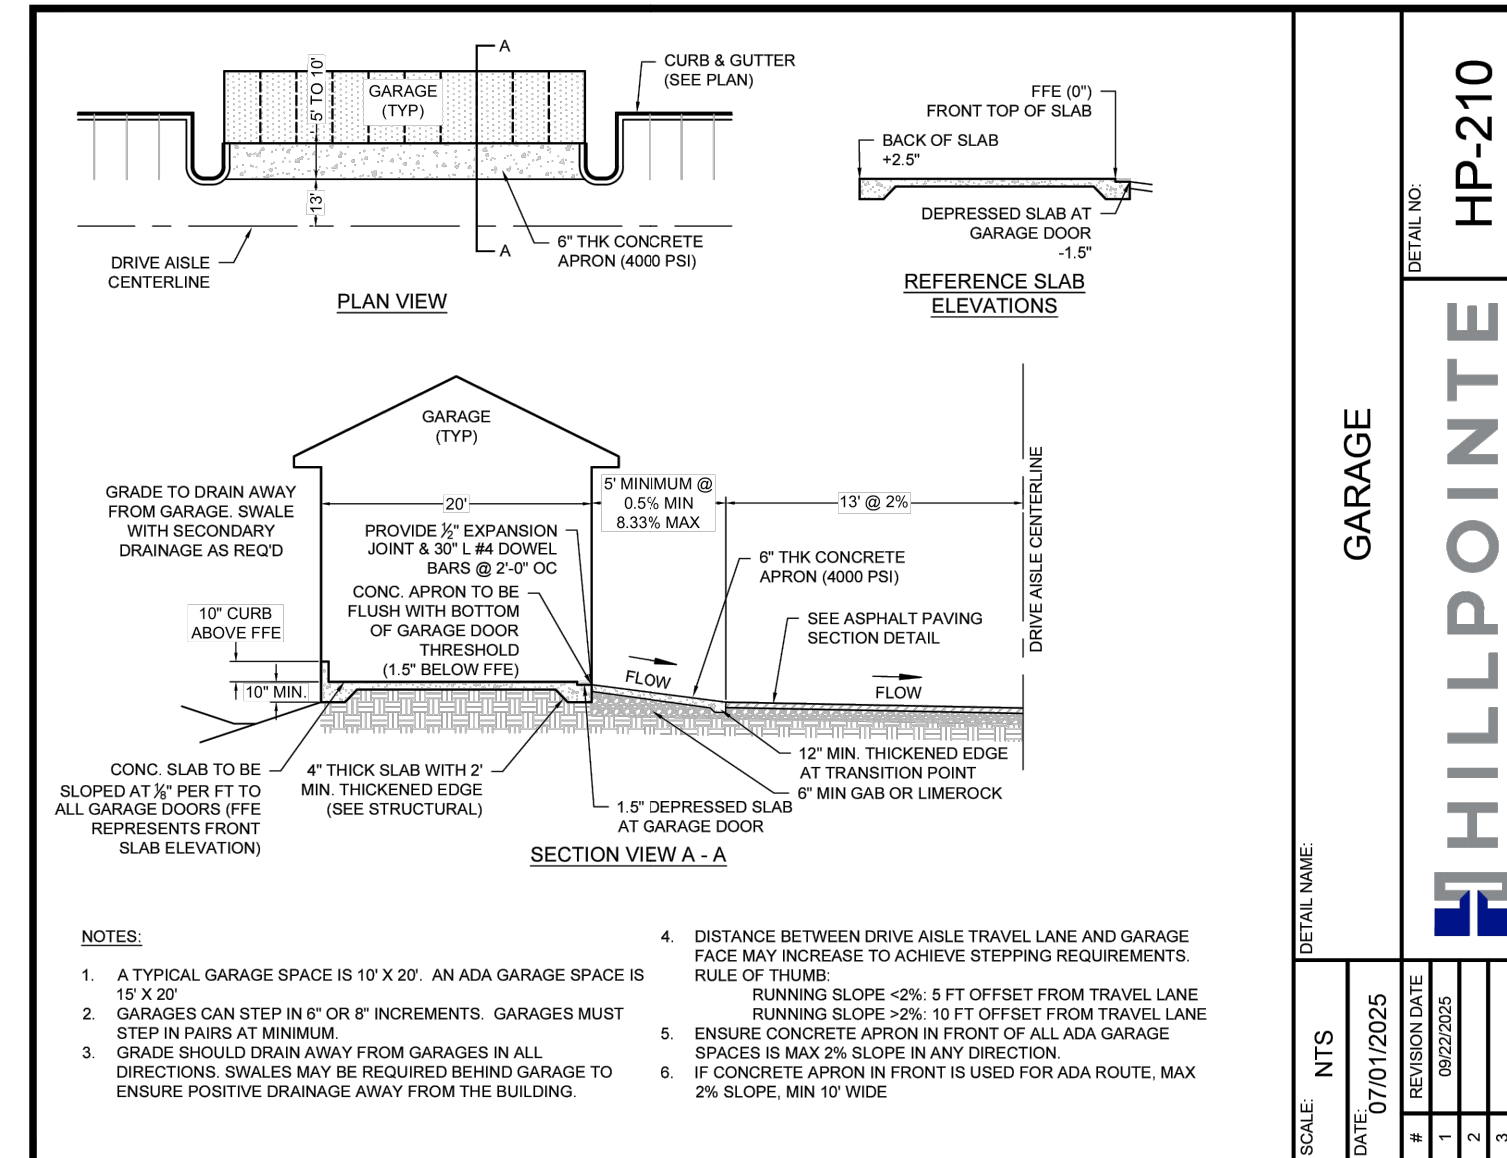 A
CURB & GUTTER
(SEE PLAN)
5' TO 10'
GARAGE
(TYP)
13'
A
6" THK CONCRETE
APRON (4000 PSI)
DRIVE AISLE
CENTERLINE
PLAN VIEW
FFE (0")
FRONT TOP OF SLAB
BACK OF SLAB
+2.5"
DEPRESSED SLAB AT
GARAGE DOOR
-1.5"
REFERENCE SLAB
ELEVATIONS
GARAGE
(TYP)
GRADE TO DRAIN AWAY
FROM GARAGE. SWALE
WITH SECONDARY
DRAINAGE AS REQ'D
20'
5' MINIMUM @
0.5% MIN
8.33% MAX
13' @ 2%
DRIVE AISLE CENTERLINE
PROVIDE ½" EXPANSION
JOINT & 30" L #4 DOWEL
BARS @ 2'-0" OC
CONC. APRON TO BE
FLUSH WITH BOTTOM
OF GARAGE DOOR
THRESHOLD
(1.5" BELOW FFE)
6" THK CONCRETE
APRON (4000 PSI)
SEE ASPHALT PAVING
SECTION DETAIL
10" CURB
ABOVE FFE
10" MIN.
FLOW
FLOW
CONC. SLAB TO BE
SLOPED AT ⅛" PER FT TO
ALL GARAGE DOORS (FFE
REPRESENTS FRONT
SLAB ELEVATION)
4" THICK SLAB WITH 2'
MIN. THICKENED EDGE
(SEE STRUCTURAL)
12" MIN. THICKENED EDGE
AT TRANSITION POINT
6" MIN GAB OR LIMEROCK
1.5" DEPRESSED SLAB
AT GARAGE DOOR
SECTION VIEW A - A
NOTES:
1. A TYPICAL GARAGE SPACE IS 10' X 20'. AN ADA GARAGE SPACE IS
15' X 20'
2. GARAGES CAN STEP IN 6" OR 8" INCREMENTS. GARAGES MUST
STEP IN PAIRS AT MINIMUM.
3. GRADE SHOULD DRAIN AWAY FROM GARAGES IN ALL
DIRECTIONS. SWALES MAY BE REQUIRED BEHIND GARAGE TO
ENSURE POSITIVE DRAINAGE AWAY FROM THE BUILDING.
4. DISTANCE BETWEEN DRIVE AISLE TRAVEL LANE AND GARAGE
FACE MAY INCREASE TO ACHIEVE STEPPING REQUIREMENTS.
RULE OF THUMB:
RUNNING SLOPE <2%: 5 FT OFFSET FROM TRAVEL LANE
RUNNING SLOPE >2%: 10 FT OFFSET FROM TRAVEL LANE
5. ENSURE CONCRETE APRON IN FRONT OF ALL ADA GARAGE
SPACES IS MAX 2% SLOPE IN ANY DIRECTION.
6. IF CONCRETE APRON IN FRONT IS USED FOR ADA ROUTE, MAX
2% SLOPE, MIN 10' WIDE
DETAIL NAME:
GARAGE
DETAIL NO:
HP-210
HILLPOINTE
SCALE:
NTS
DATE:
07/01/2025
# REVISION DATE
1 09/22/2025
2
3